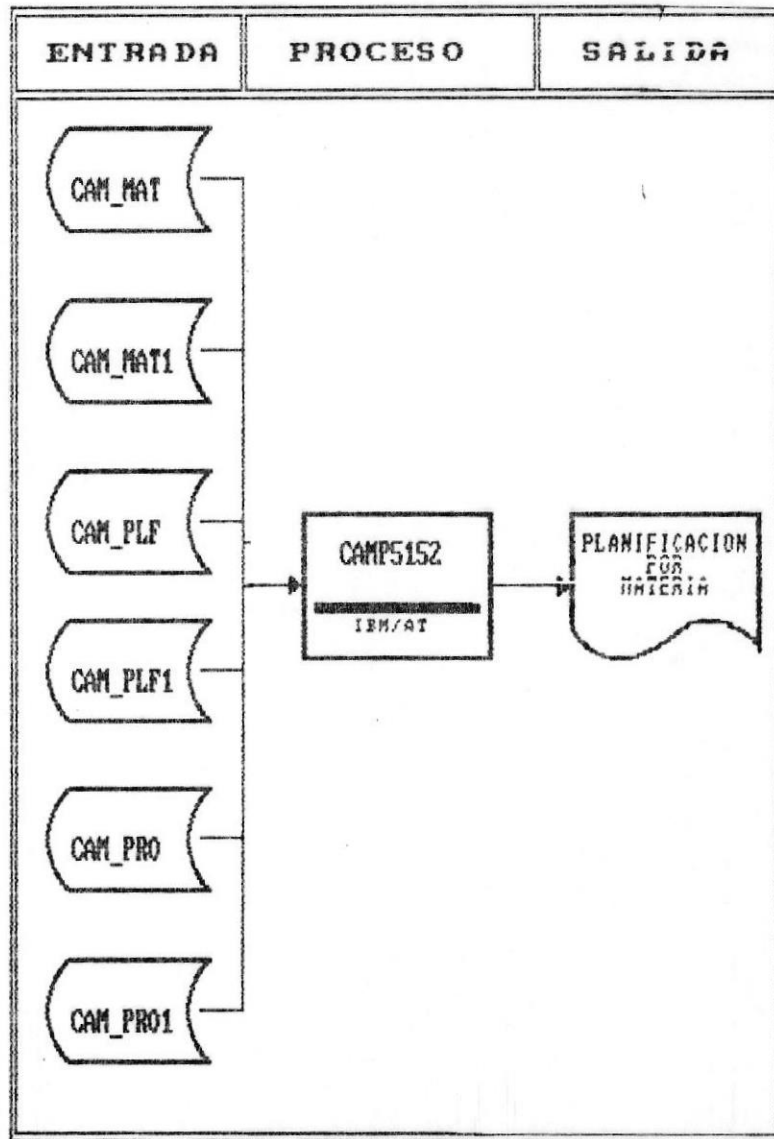 ENTRADA
PROCESO
SALIDA
CAM_MAT
CAM_MAT1
CAM_PLF
CAM_PLF1
CAM_PRO
CAM_PRO1
CAMP5152
IBM/AT
PLANIFICACION
POR
MATERIA